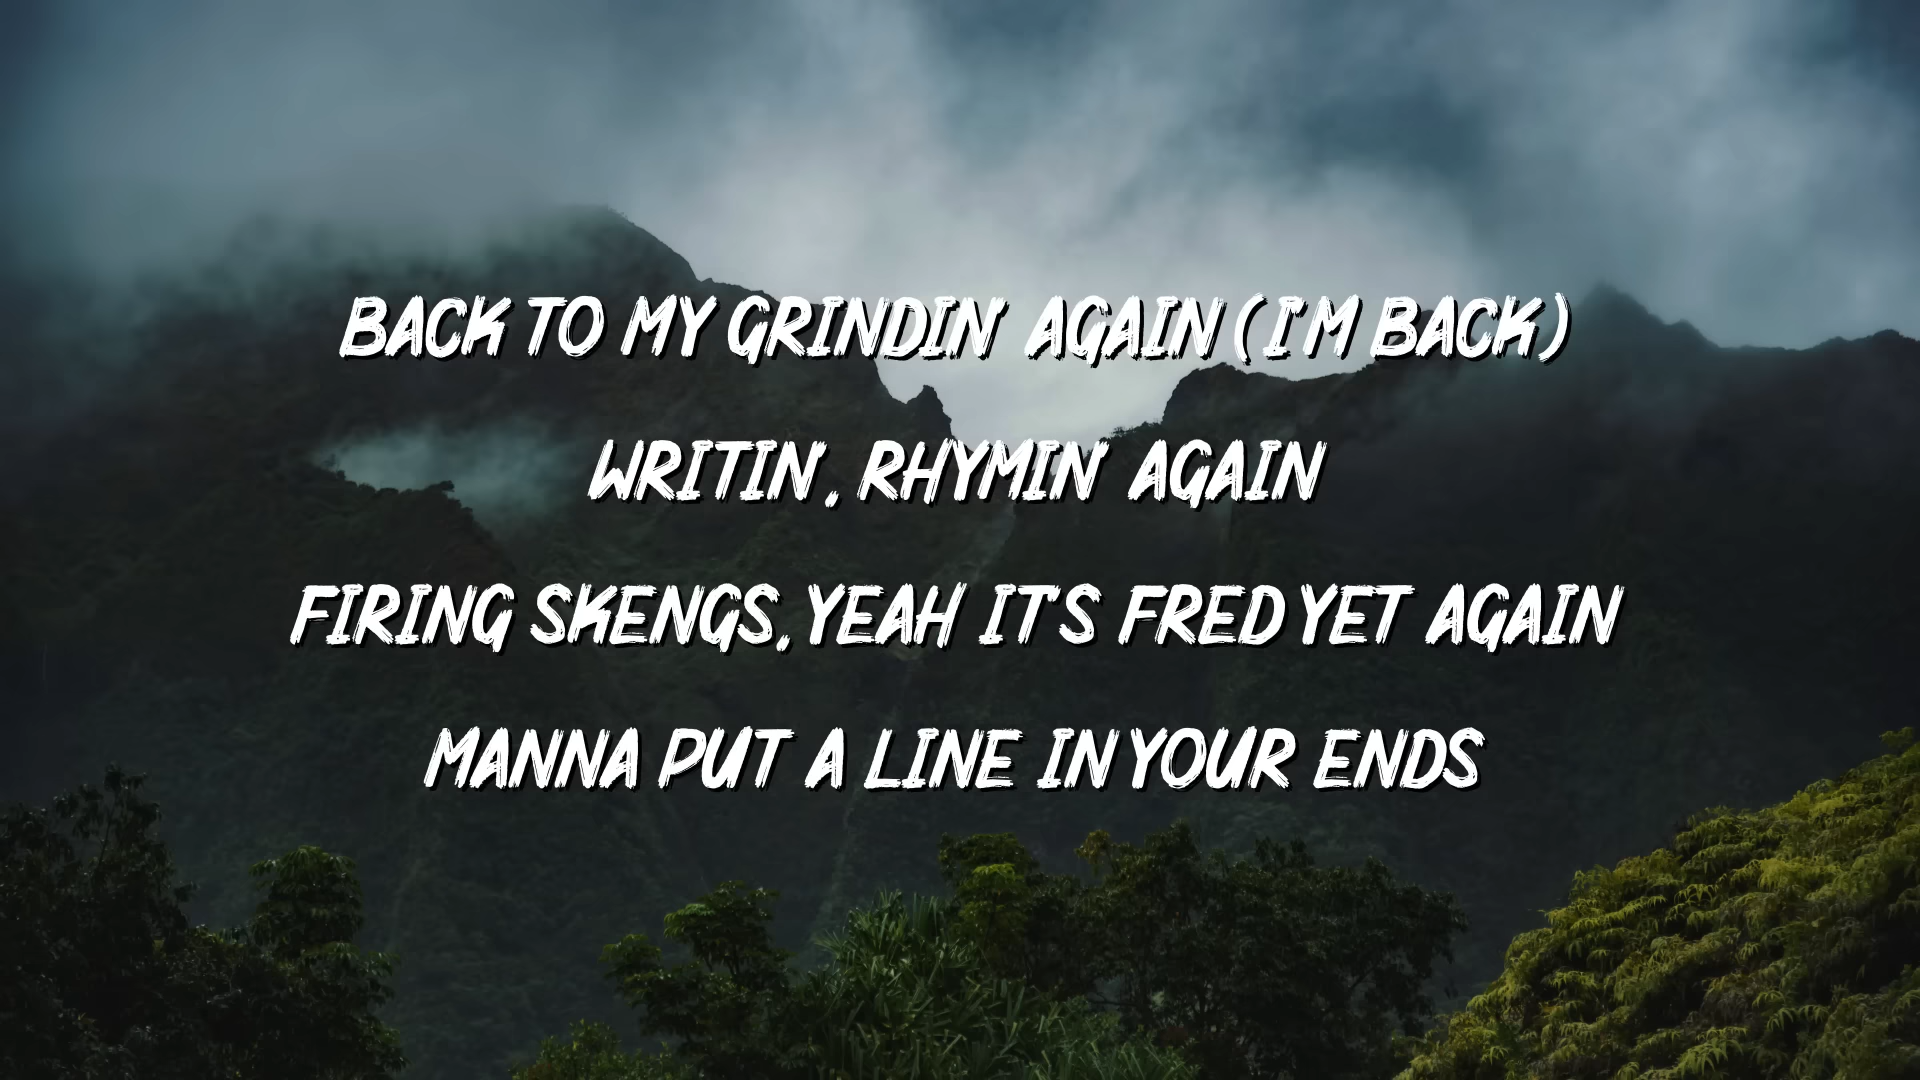 BACK TO MY GRINDIN' AGAIN (I'M BACK)
WRITIN', RHYMIN' AGAIN
FIRING SKENGS, YEAH IT'S FRED YET AGAIN
MANNA PUT A LINE IN YOUR ENDS